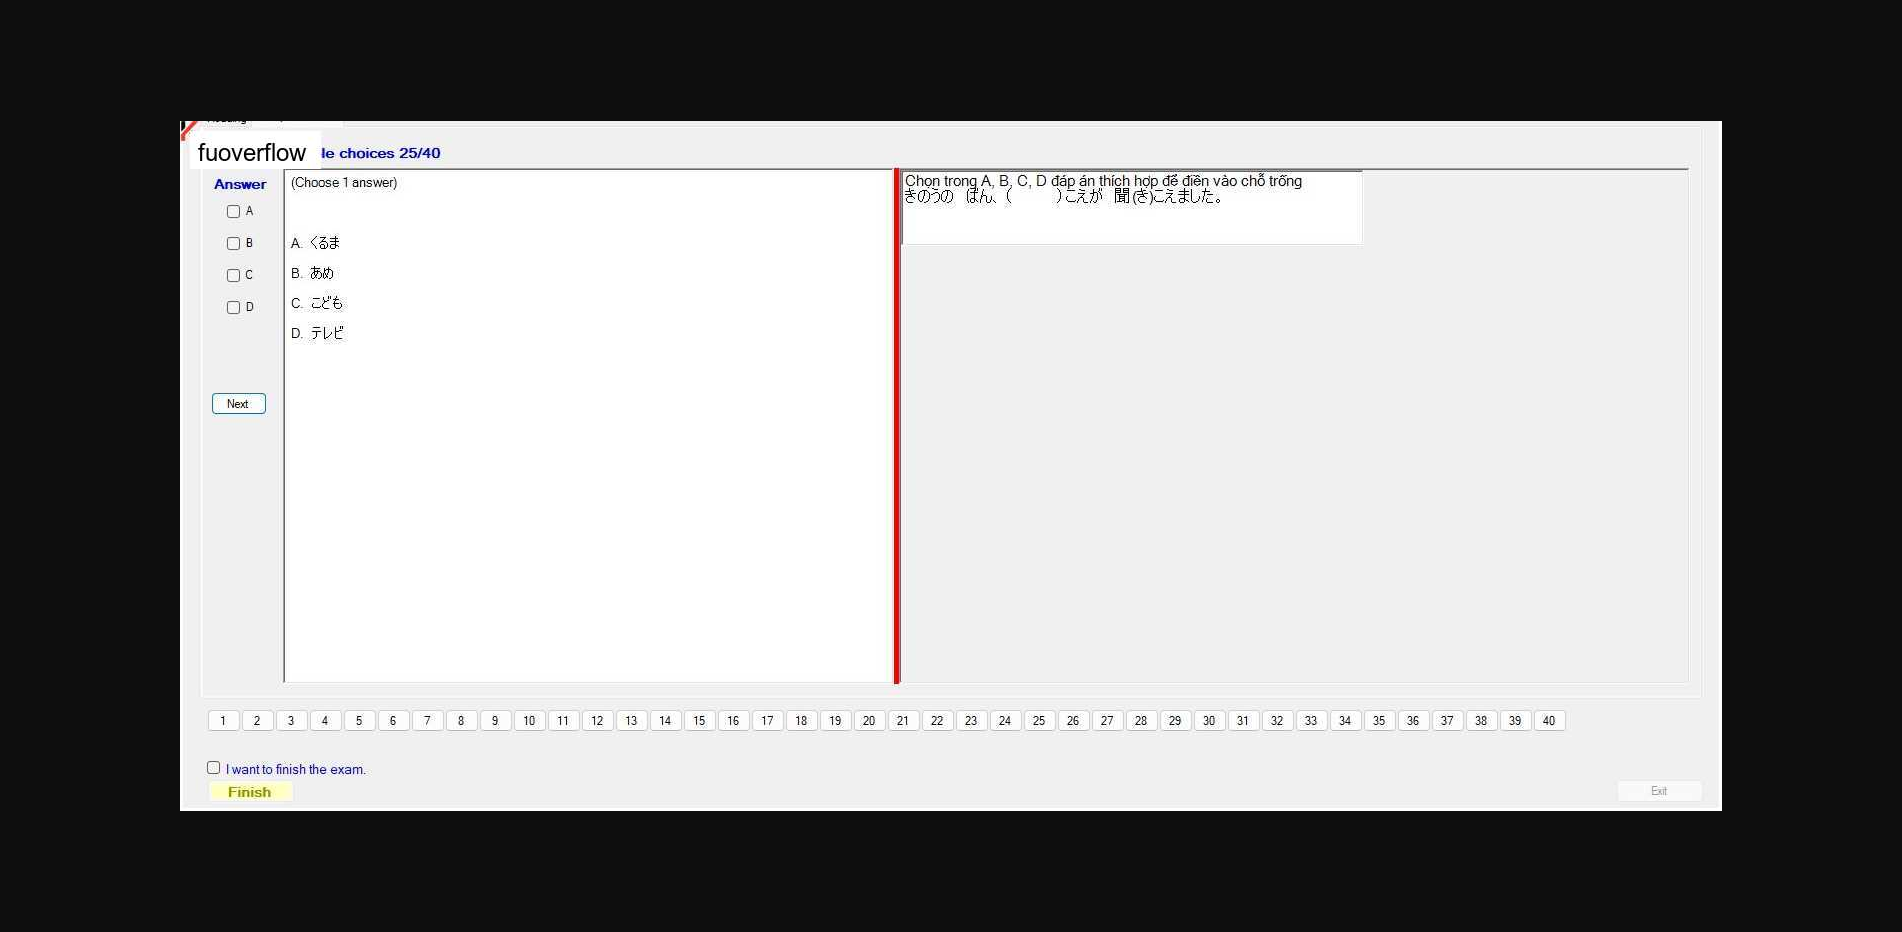 fuoverflow
le choices 25/40
Answer
(Choose 1 answer)
A
B
C
D
A. くるま
B. あめ
C. こども
D. テレビ
Next
Chọn trong A, B, C, D đáp án thích hợp để điền vào chỗ trống
きのうの ばん、( )こえが 聞(き)こえました。
1 2 3 4 5 6 7 8 9 10 11 12 13 14 15 16 17 18 19 20 21 22 23 24 25 26 27 28 29 30 31 32 33 34 35 36 37 38 39 40
I want to finish the exam.
Finish
Exit